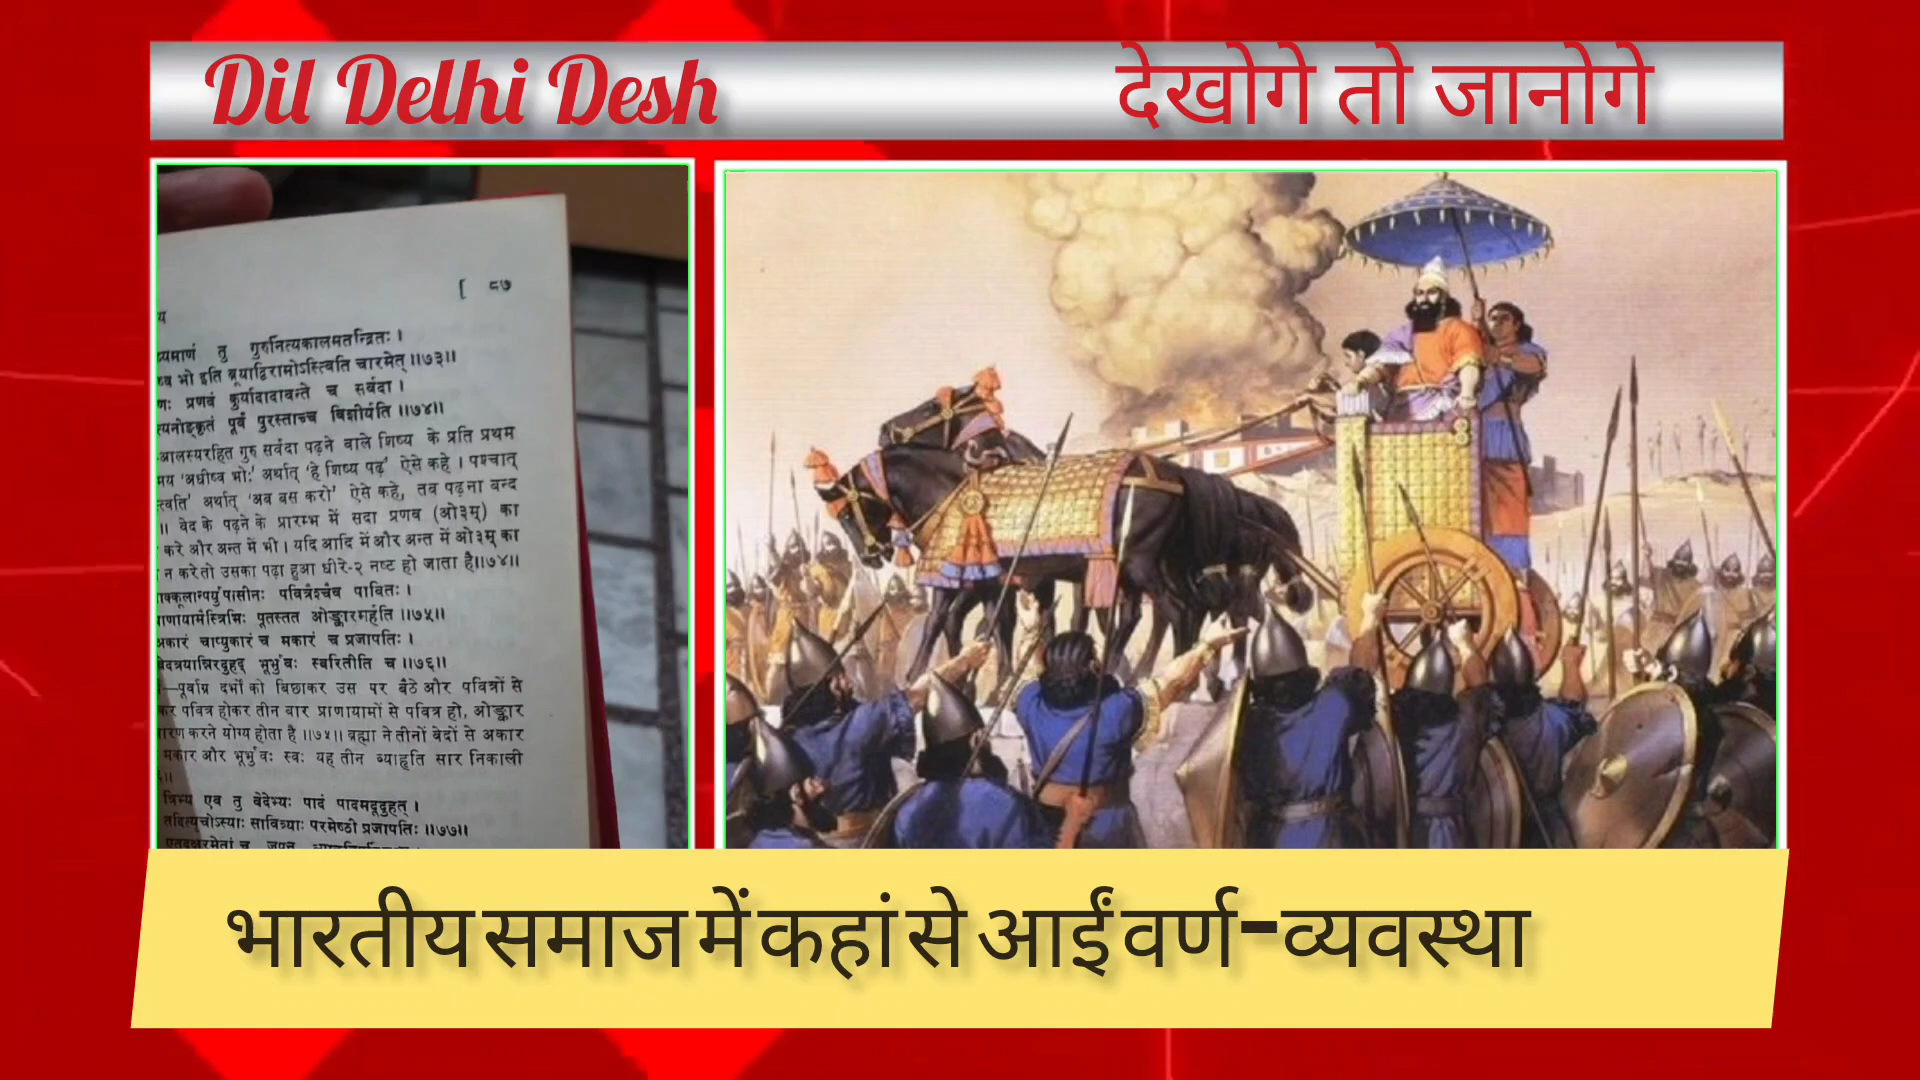 Dil Delhi Desh
देखोगे तो जानोगे
[ ८७
तु गुरुर्नित्यकालमतन्द्रितः ।
भो इति ब्रूयाद्विरामोऽस्त्विति चारमेत् ॥७३॥
प्रणवं कुर्यादादावन्ते च सर्वदा ।
पूर्वं पुरस्ताच्च विशीर्यति ॥७४॥
आलस्यरहित गुरु सर्वदा पढ़ने वाले शिष्य के प्रति प्रथम
'अधीष्व भोः' अर्थात् 'हे शिष्य पढ़' ऐसे कहे । पश्चात्
अर्थात् 'अब बस करो' ऐसे कहे, तब पढ़ना बन्द
॥ वेद के पढ़ने के प्रारम्भ में सदा प्रणव (ओ३म्) का
करे और अन्त में भी । यदि आदि में और अन्त में ओ३म् का
न करे तो उसका पढ़ा हुआ धीरे-२ नष्ट हो जाता है॥७४॥
पवित्रैश्चैव पावितः ।
पूतस्तत ओङ्कारमर्हति ॥७५॥
अकारं चाप्युकारं च मकारं च प्रजापतिः ।
भूर्भुवः स्वरितीति च ॥७६॥
पूर्वाग्र दर्भों को बिछाकर उस पर बैठे और पवित्रों से
पवित्र होकर तीन बार प्राणायामों से पवित्र हो, ओङ्कार
करने योग्य होता है ॥७५॥ ब्रह्मा ने तीनों वेदों से अकार
मकार और भूर्भुवः स्वः यह तीन व्याहृति सार निकाली
त्रिभ्य एव तु वेदेभ्यः पादं पादमदूदुहत् ।
तदित्यृचोऽस्याः सावित्र्याः परमेष्ठी प्रजापतिः ॥७७॥
भारतीय समाज में कहां से आईं वर्ण-व्यवस्था